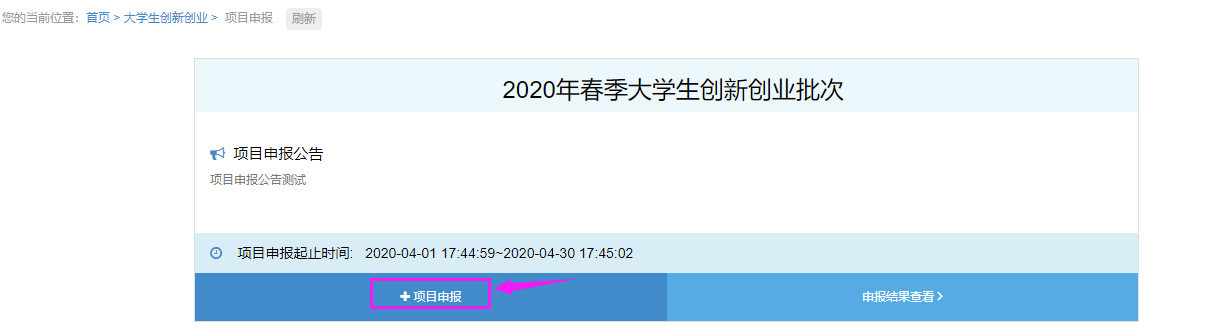 您的当前位置：首页 > 大学生创新创业 > 项目申报 刷新
2020年春季大学生创新创业批次
项目申报公告
项目申报公告测试
项目申报起止时间: 2020-04-01 17:44:59~2020-04-30 17:45:02
项目申报 申报结果查看